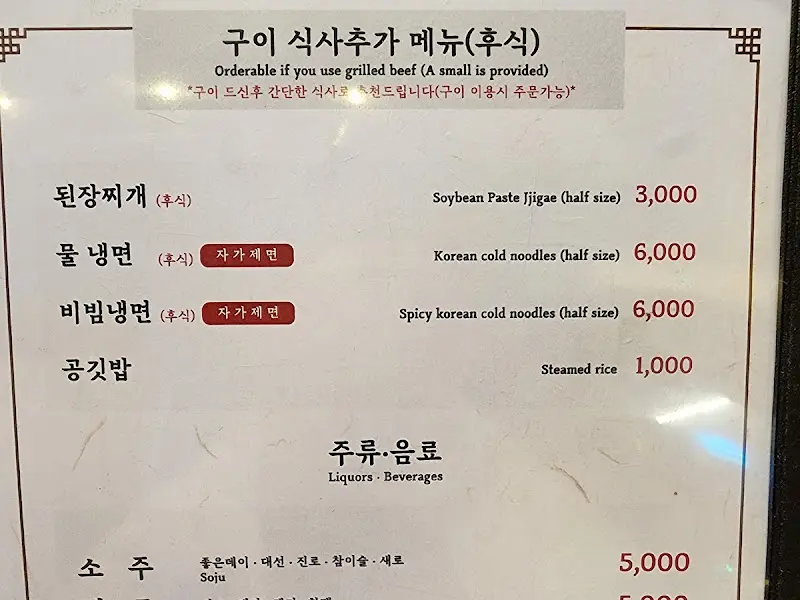 구이 식사추가 메뉴(후식)
Orderable if you use grilled beef (A small is provided)
*구이 드신후 간단한 식사로 추천드립니다(구이 이용시 주문가능)*
된장찌개 (후식) Soybean Paste Jjigae (half size) 3,000
물 냉면 (후식) 자가제면 Korean cold noodles (half size) 6,000
비빔냉면 (후식) 자가제면 Spicy korean cold noodles (half size) 6,000
공깃밥 Steamed rice 1,000
주류·음료
Liquors · Beverages
소 주 좋은데이 · 대선 · 진로 · 참이슬 · 새로 5,000
Soju